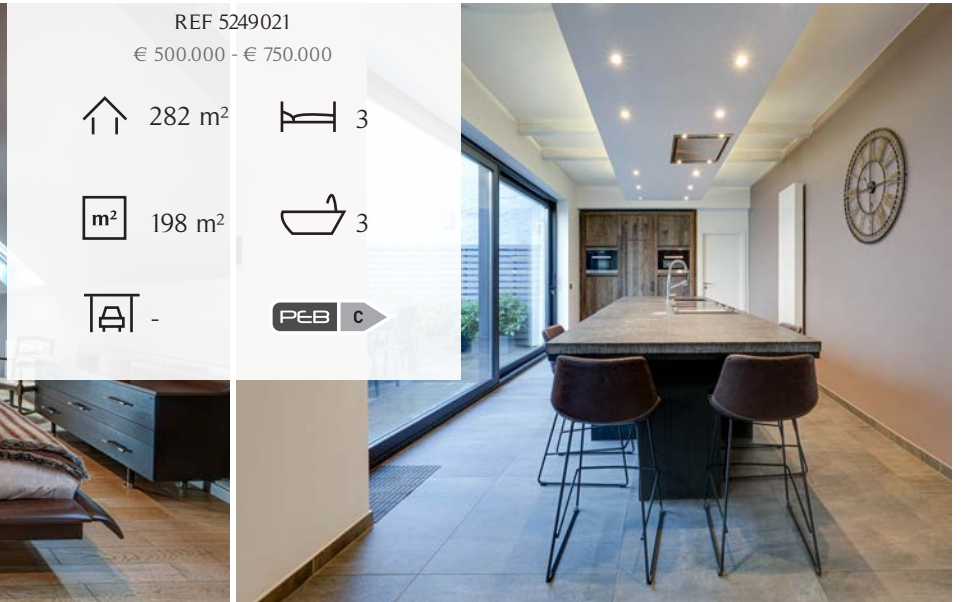 REF 5249021
€ 500.000 - € 750.000
282 m²
3
m²
198 m²
3
-
PEB C